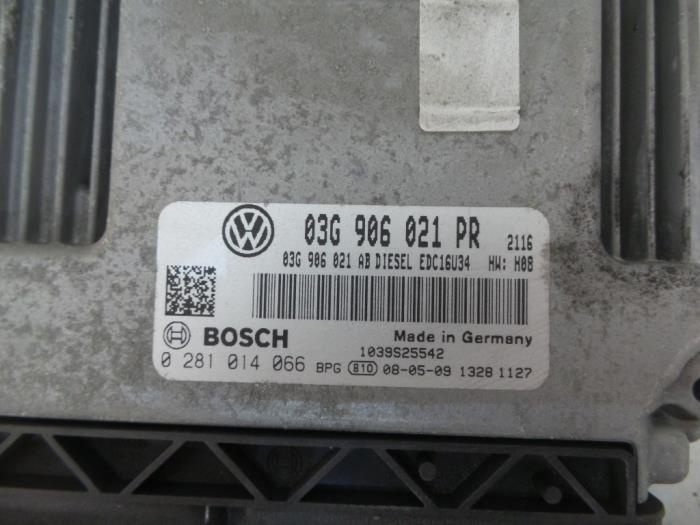 03G 906 021 PR 2116
03G 906 021 AB DIESEL EDC16U34 HW: H08
BOSCH Made in Germany
1039S25542
0 281 014 066 BPG 810 08-05-09 1328 1127